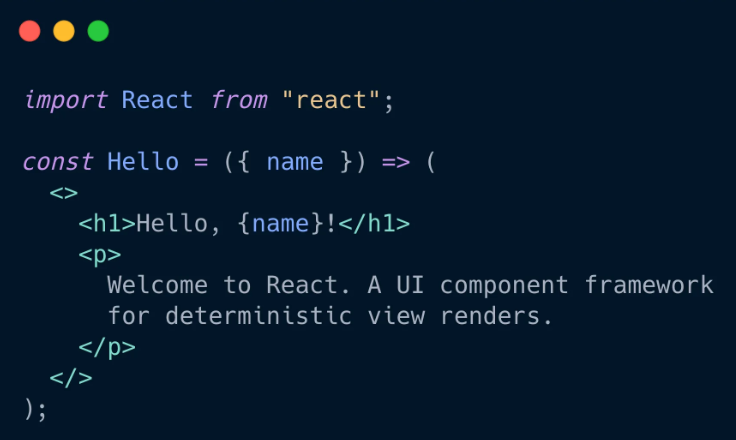 import React from "react";

const Hello = ({ name }) => (
  <>
    <h1>Hello, {name}!</h1>
    <p>
      Welcome to React. A UI component framework
      for deterministic view renders.
    </p>
  </>
);